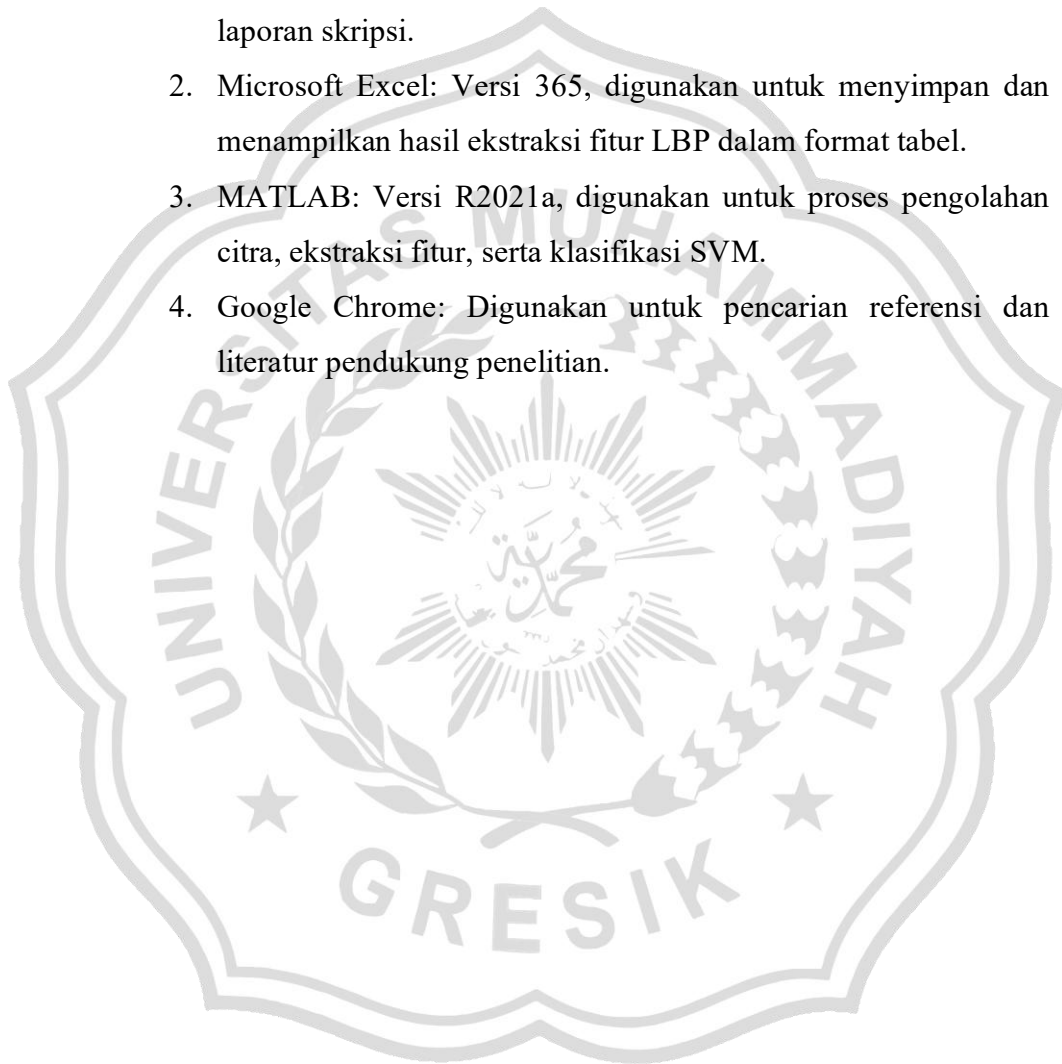 laporan skripsi.
2. Microsoft Excel: Versi 365, digunakan untuk menyimpan dan
menampilkan hasil ekstraksi fitur LBP dalam format tabel.
3. MATLAB: Versi R2021a, digunakan untuk proses pengolahan
citra, ekstraksi fitur, serta klasifikasi SVM.
4. Google Chrome: Digunakan untuk pencarian referensi dan
literatur pendukung penelitian.
UNIVERSITAS MUHAMMADIYAH
محمدية
GRESIK